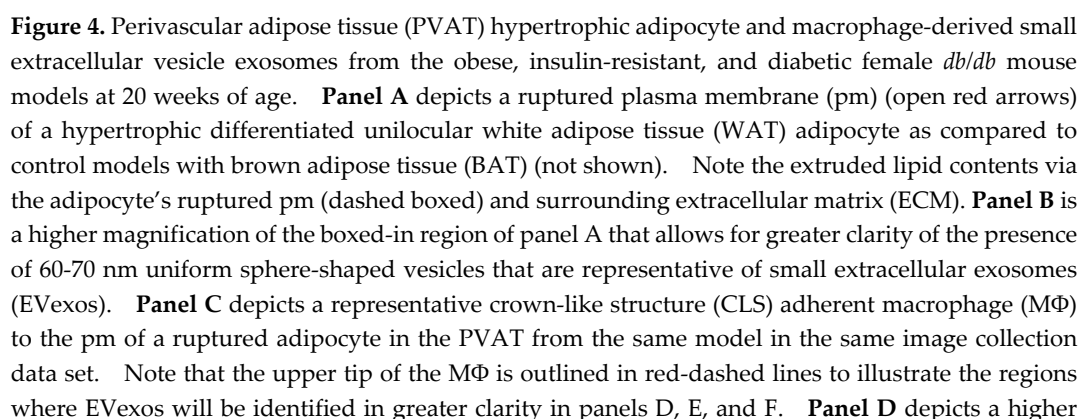 Figure 4. Perivascular adipose tissue (PVAT) hypertrophic adipocyte and macrophage-derived small
extracellular vesicle exosomes from the obese, insulin-resistant, and diabetic female db/db mouse
models at 20 weeks of age. Panel A depicts a ruptured plasma membrane (pm) (open red arrows)
of a hypertrophic differentiated unilocular white adipose tissue (WAT) adipocyte as compared to
control models with brown adipose tissue (BAT) (not shown). Note the extruded lipid contents via
the adipocyte’s ruptured pm (dashed boxed) and surrounding extracellular matrix (ECM). Panel B is
a higher magnification of the boxed-in region of panel A that allows for greater clarity of the presence
of 60-70 nm uniform sphere-shaped vesicles that are representative of small extracellular exosomes
(EVexos). Panel C depicts a representative crown-like structure (CLS) adherent macrophage (MΦ)
to the pm of a ruptured adipocyte in the PVAT from the same model in the same image collection
data set. Note that the upper tip of the MΦ is outlined in red-dashed lines to illustrate the regions
where EVexos will be identified in greater clarity in panels D, E, and F. Panel D depicts a higher